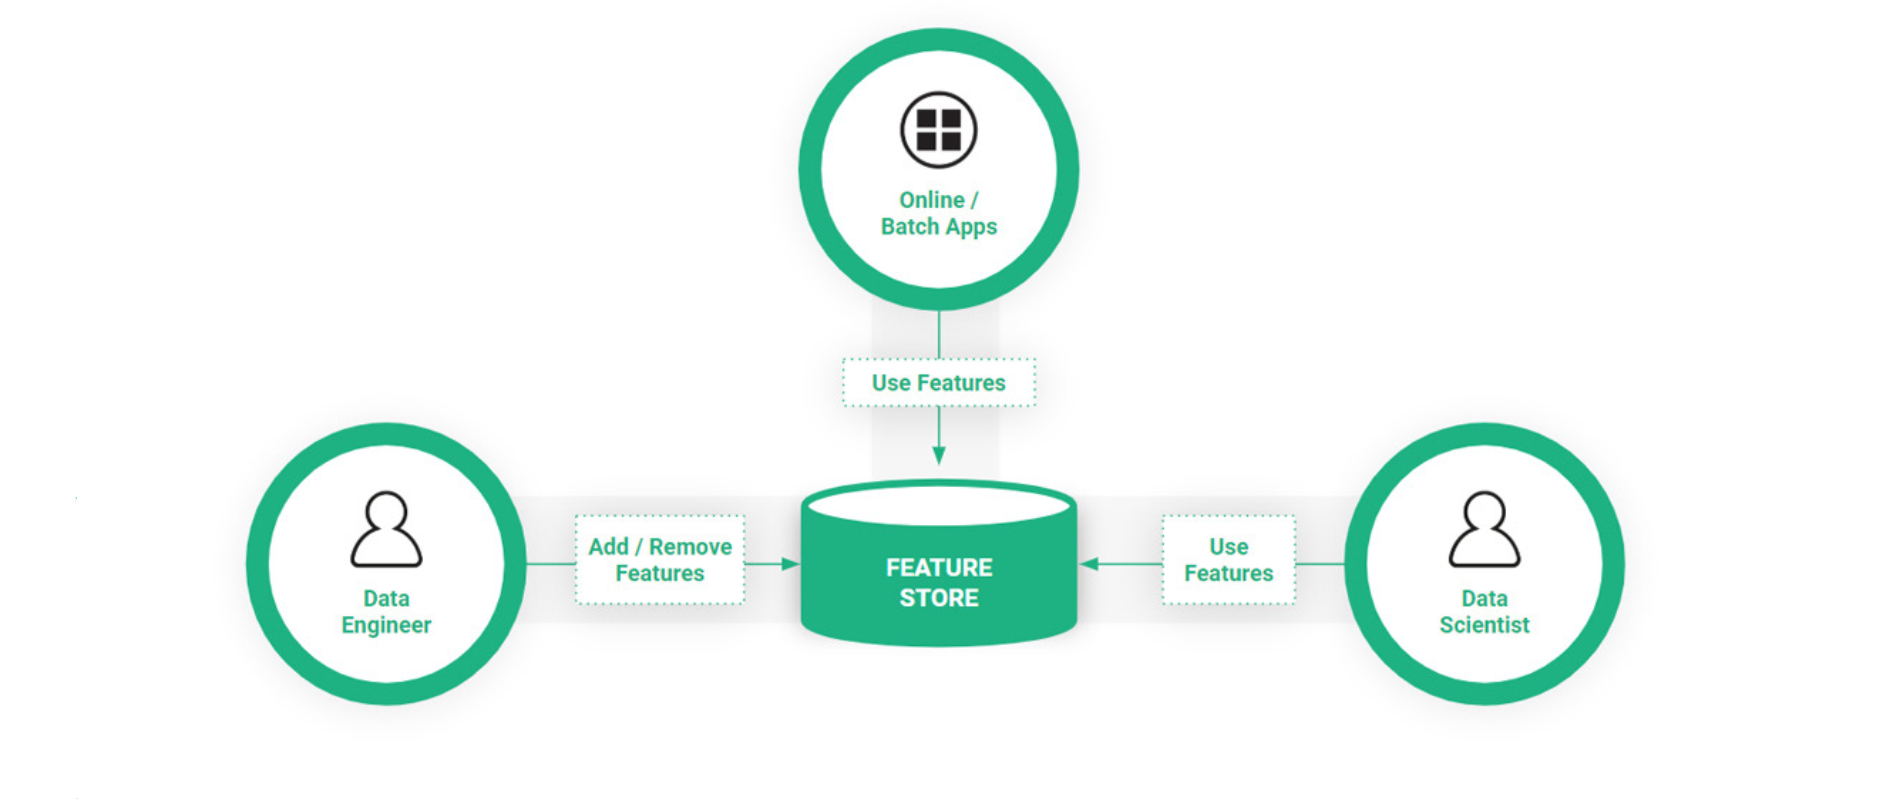 Online /
Batch Apps
Use Features
Data
Engineer
Add / Remove
Features
FEATURE
STORE
Use
Features
Data
Scientist